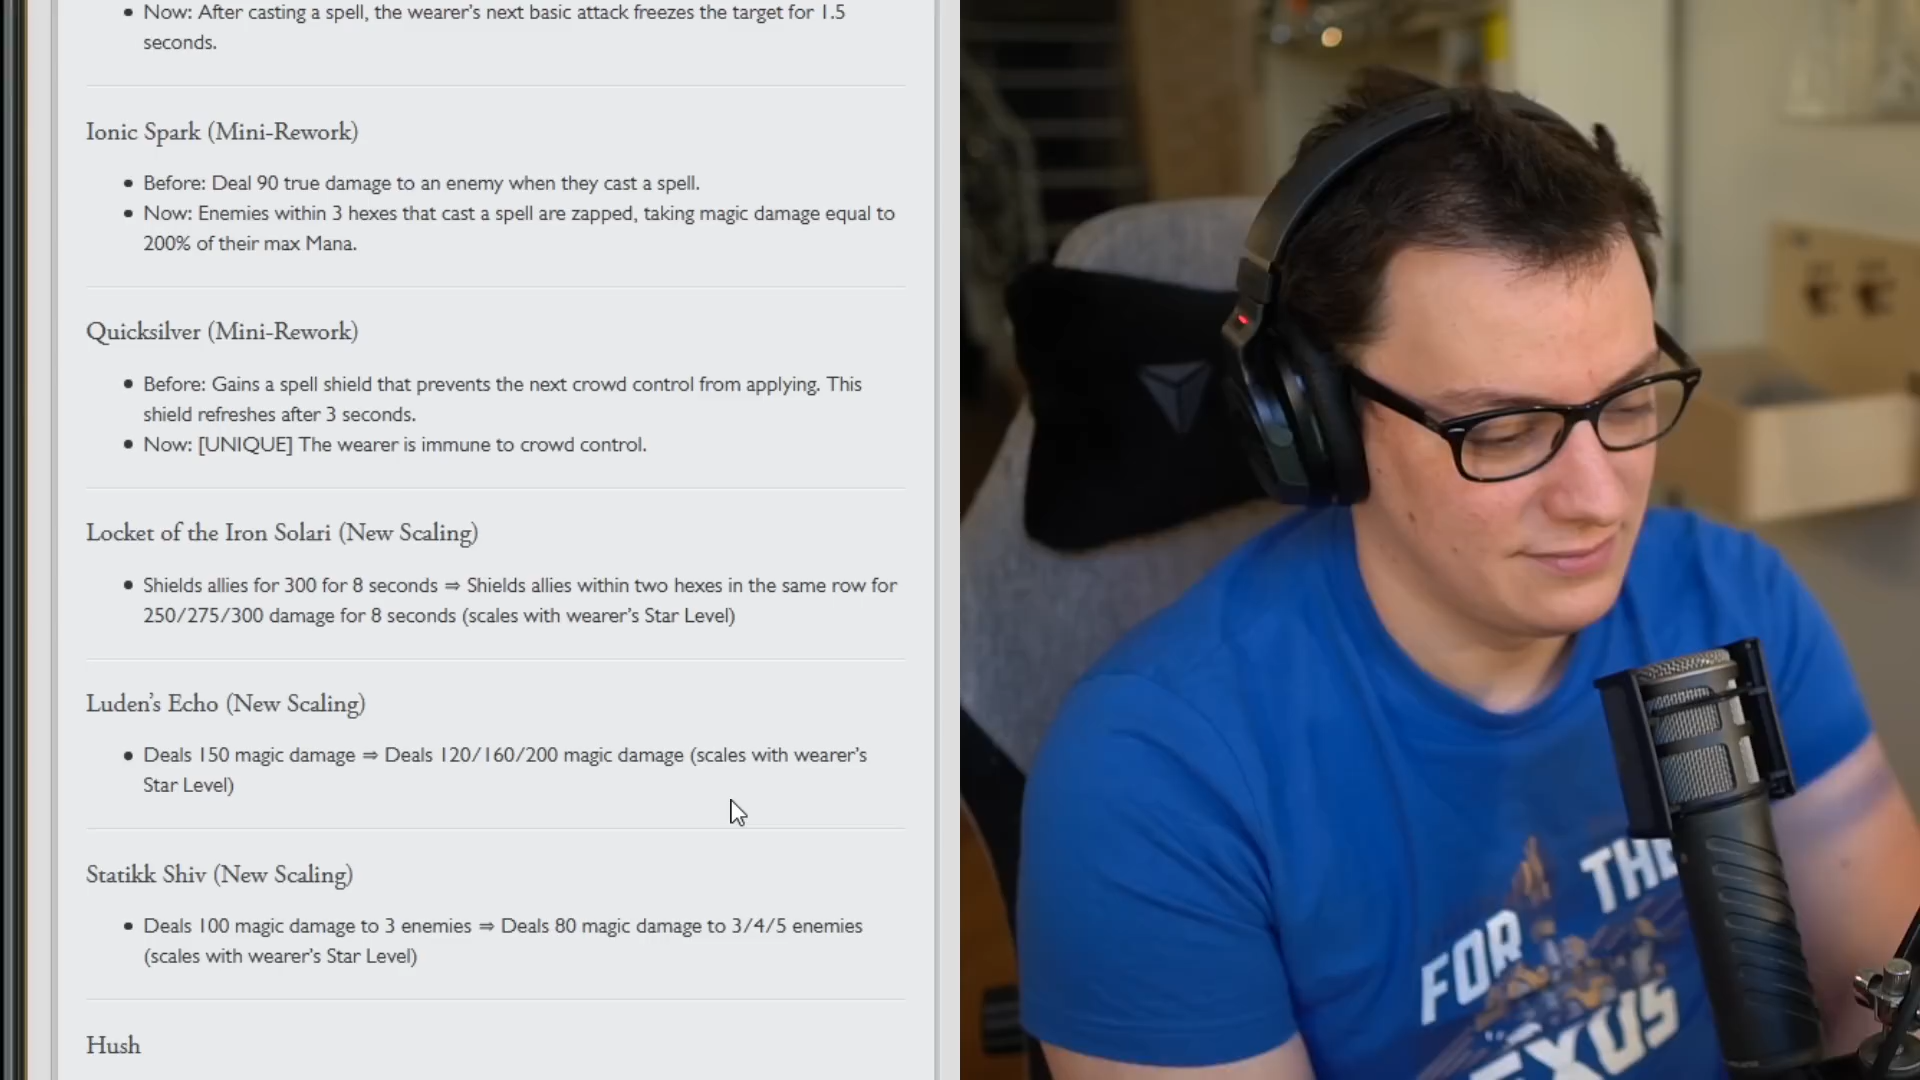 Now: After casting a spell, the wearer's next basic attack freezes the target for 1.5
seconds.
Ionic Spark (Mini-Rework)
Before: Deal 90 true damage to an enemy when they cast a spell.
Now: Enemies within 3 hexes that cast a spell are zapped, taking magic damage equal to
200% of their max Mana.
Quicksilver (Mini-Rework)
Before: Gains a spell shield that prevents the next crowd control from applying. This
shield refreshes after 3 seconds.
Now: [UNIQUE] The wearer is immune to crowd control.
Locket of the Iron Solari (New Scaling)
Shields allies for 300 for 8 seconds ⇒ Shields allies within two hexes in the same row for
250/275/300 damage for 8 seconds (scales with wearer's Star Level)
Luden's Echo (New Scaling)
Deals 150 magic damage ⇒ Deals 120/160/200 magic damage (scales with wearer's
Star Level)
Statikk Shiv (New Scaling)
Deals 100 magic damage to 3 enemies ⇒ Deals 80 magic damage to 3/4/5 enemies
(scales with wearer's Star Level)
Hush
FOR THE